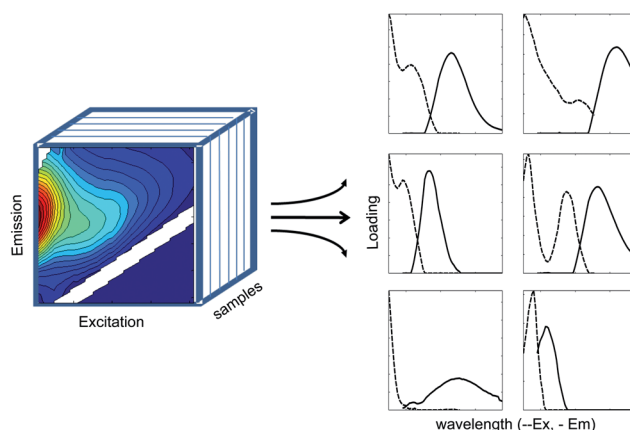 Emission
Excitation
samples
Loading
wavelength (--Ex, - Em)